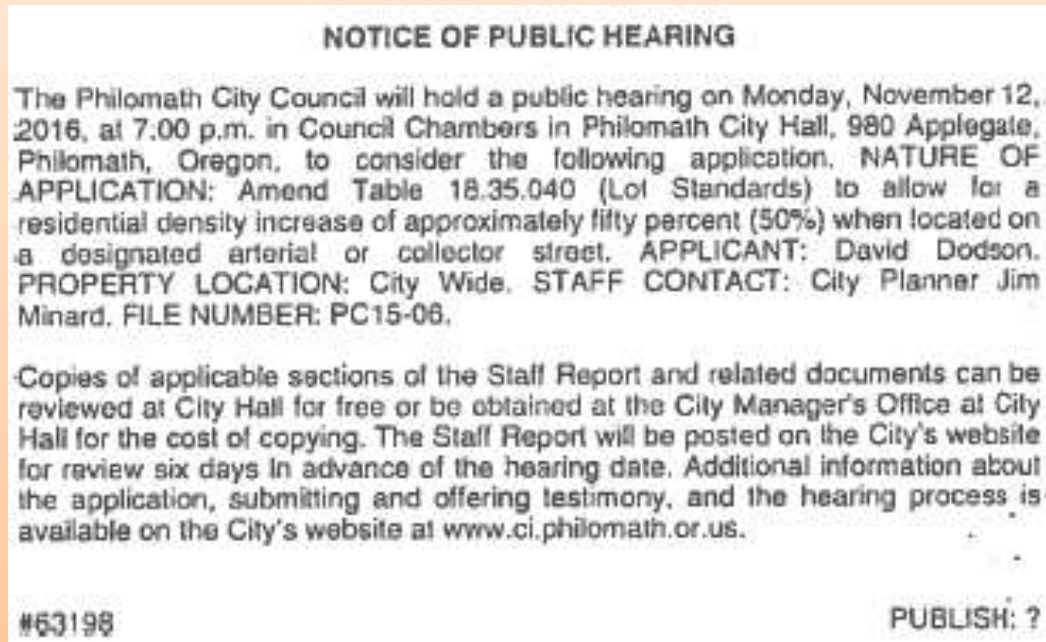 NOTICE OF PUBLIC HEARING
The Philomath City Council will hold a public hearing on Monday, November 12,
2016, at 7:00 p.m. in Council Chambers in Philomath City Hall, 980 Applegate,
Philomath, Oregon, to consider the following application. NATURE OF
APPLICATION: Amend Table 18.35.040 (Lot Standards) to allow for a
residential density increase of approximately fifty percent (50%) when located on
a designated arterial or collector street. APPLICANT: David Dodson.
PROPERTY LOCATION: City Wide. STAFF CONTACT: City Planner Jim
Minard. FILE NUMBER: PC15-06.
Copies of applicable sections of the Staff Report and related documents can be
reviewed at City Hall for free or be obtained at the City Manager's Office at City
Hall for the cost of copying. The Staff Report will be posted on the City's website
for review six days in advance of the hearing date. Additional information about
the application, submitting and offering testimony, and the hearing process is
available on the City's website at www.ci.philomath.or.us.
#63198 PUBLISH: ?